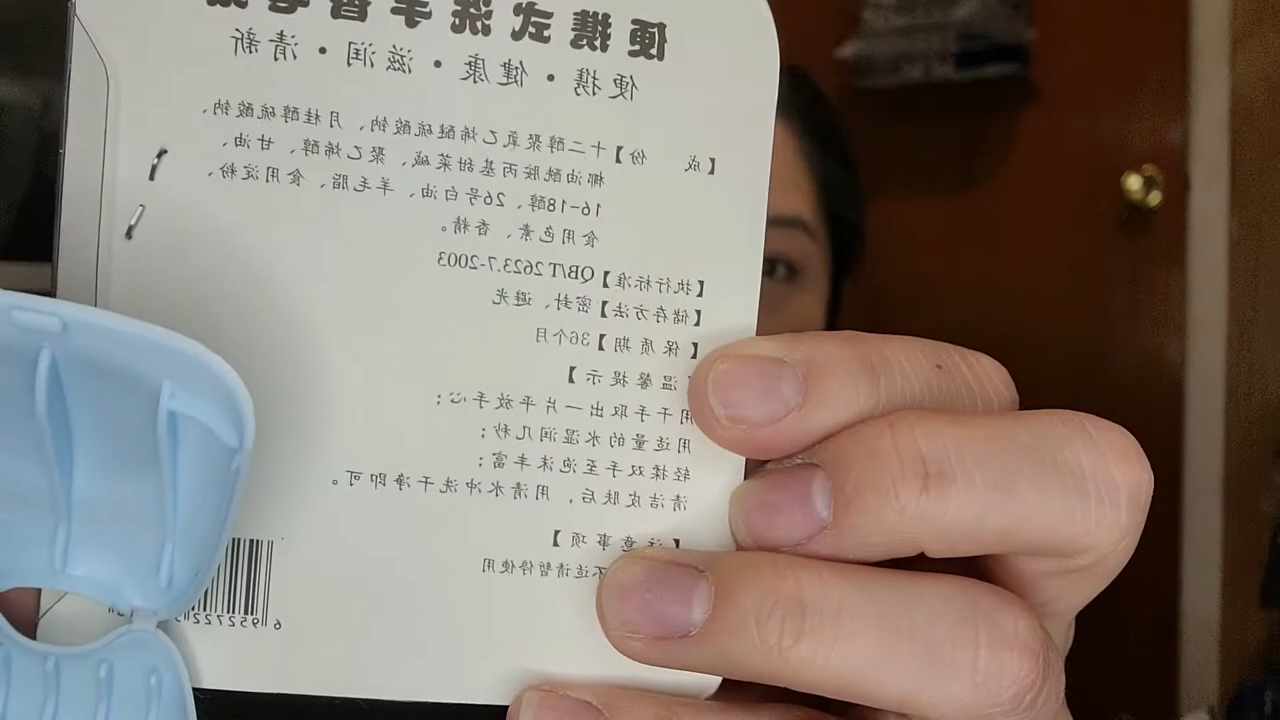 便携式洗手香皂
便携·健康·滋润·清新
【成 份】十二醇聚氧乙烯醚硫酸钠、月桂醇硫酸钠、
椰油酰胺丙基甜菜碱、聚乙烯醇、甘油、
16-18醇、26号白油、羊毛脂、食用淀粉、
食用色素、香精。
【执行标准】QB/T 2623.7-2003
【储存方法】密封、避光
【保 质 期】36个月
温馨提示】
用干手取出一片平放手心；
用适量的水湿润几秒；
轻揉双手至泡沫丰富；
清洁皮肤后，用清水冲洗干净即可。
注意事项】
不适请暂停使用
6952722